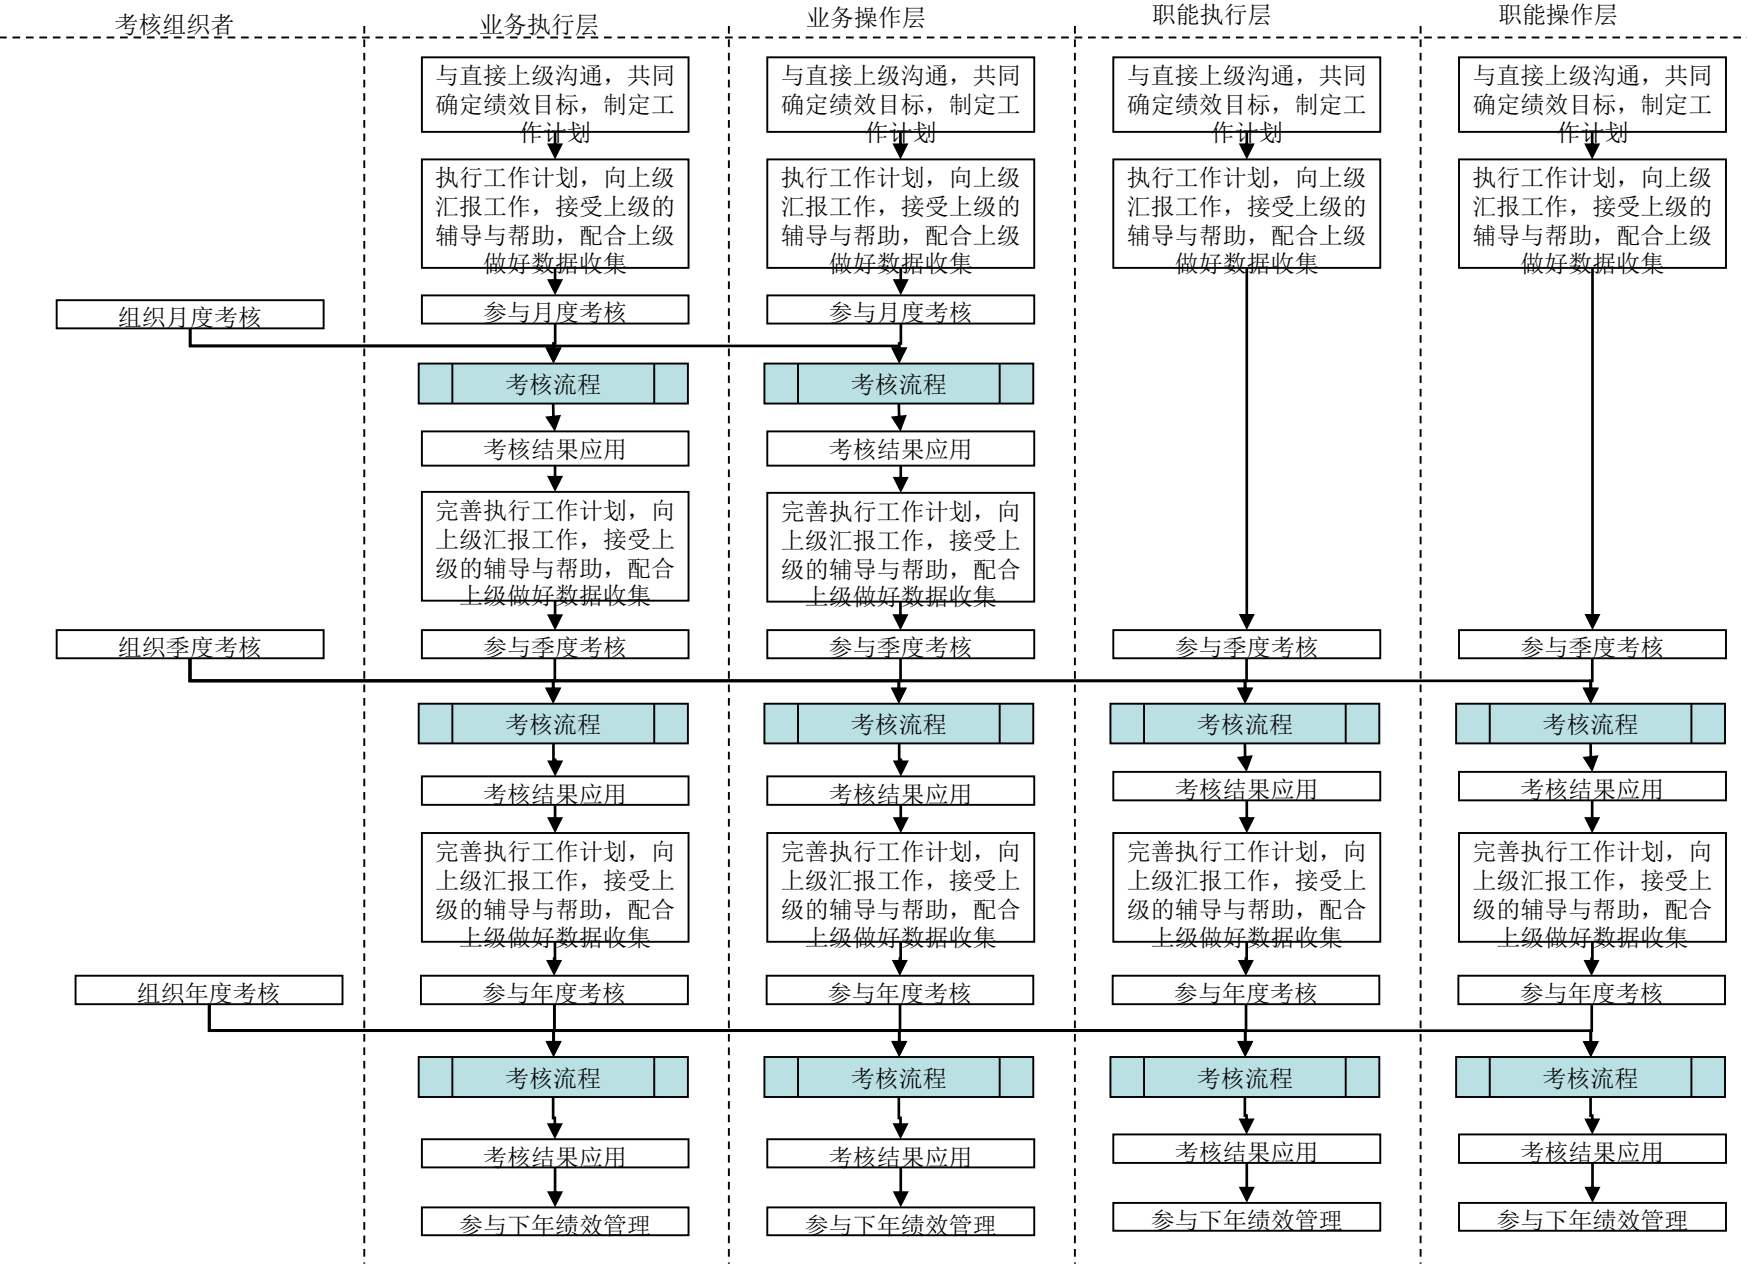 考核组织者
业务执行层
业务操作层
职能执行层
职能操作层
与直接上级沟通，共同
确定绩效目标，制定工
作计划
与直接上级沟通，共同
确定绩效目标，制定工
作计划
与直接上级沟通，共同
确定绩效目标，制定工
作计划
与直接上级沟通，共同
确定绩效目标，制定工
作计划
执行工作计划，向上级
汇报工作，接受上级的
辅导与帮助，配合上级
做好数据收集
执行工作计划，向上级
汇报工作，接受上级的
辅导与帮助，配合上级
做好数据收集
执行工作计划，向上级
汇报工作，接受上级的
辅导与帮助，配合上级
做好数据收集
执行工作计划，向上级
汇报工作，接受上级的
辅导与帮助，配合上级
做好数据收集
组织月度考核
参与月度考核
参与月度考核
考核流程
考核流程
考核结果应用
考核结果应用
完善执行工作计划，向
上级汇报工作，接受上
级的辅导与帮助，配合
上级做好数据收集
完善执行工作计划，向
上级汇报工作，接受上
级的辅导与帮助，配合
上级做好数据收集
组织季度考核
参与季度考核
参与季度考核
参与季度考核
参与季度考核
考核流程
考核流程
考核流程
考核流程
考核结果应用
考核结果应用
考核结果应用
考核结果应用
完善执行工作计划，向
上级汇报工作，接受上
级的辅导与帮助，配合
上级做好数据收集
完善执行工作计划，向
上级汇报工作，接受上
级的辅导与帮助，配合
上级做好数据收集
完善执行工作计划，向
上级汇报工作，接受上
级的辅导与帮助，配合
上级做好数据收集
完善执行工作计划，向
上级汇报工作，接受上
级的辅导与帮助，配合
上级做好数据收集
组织年度考核
参与年度考核
参与年度考核
参与年度考核
参与年度考核
考核流程
考核流程
考核流程
考核流程
考核结果应用
考核结果应用
考核结果应用
考核结果应用
参与下年绩效管理
参与下年绩效管理
参与下年绩效管理
参与下年绩效管理